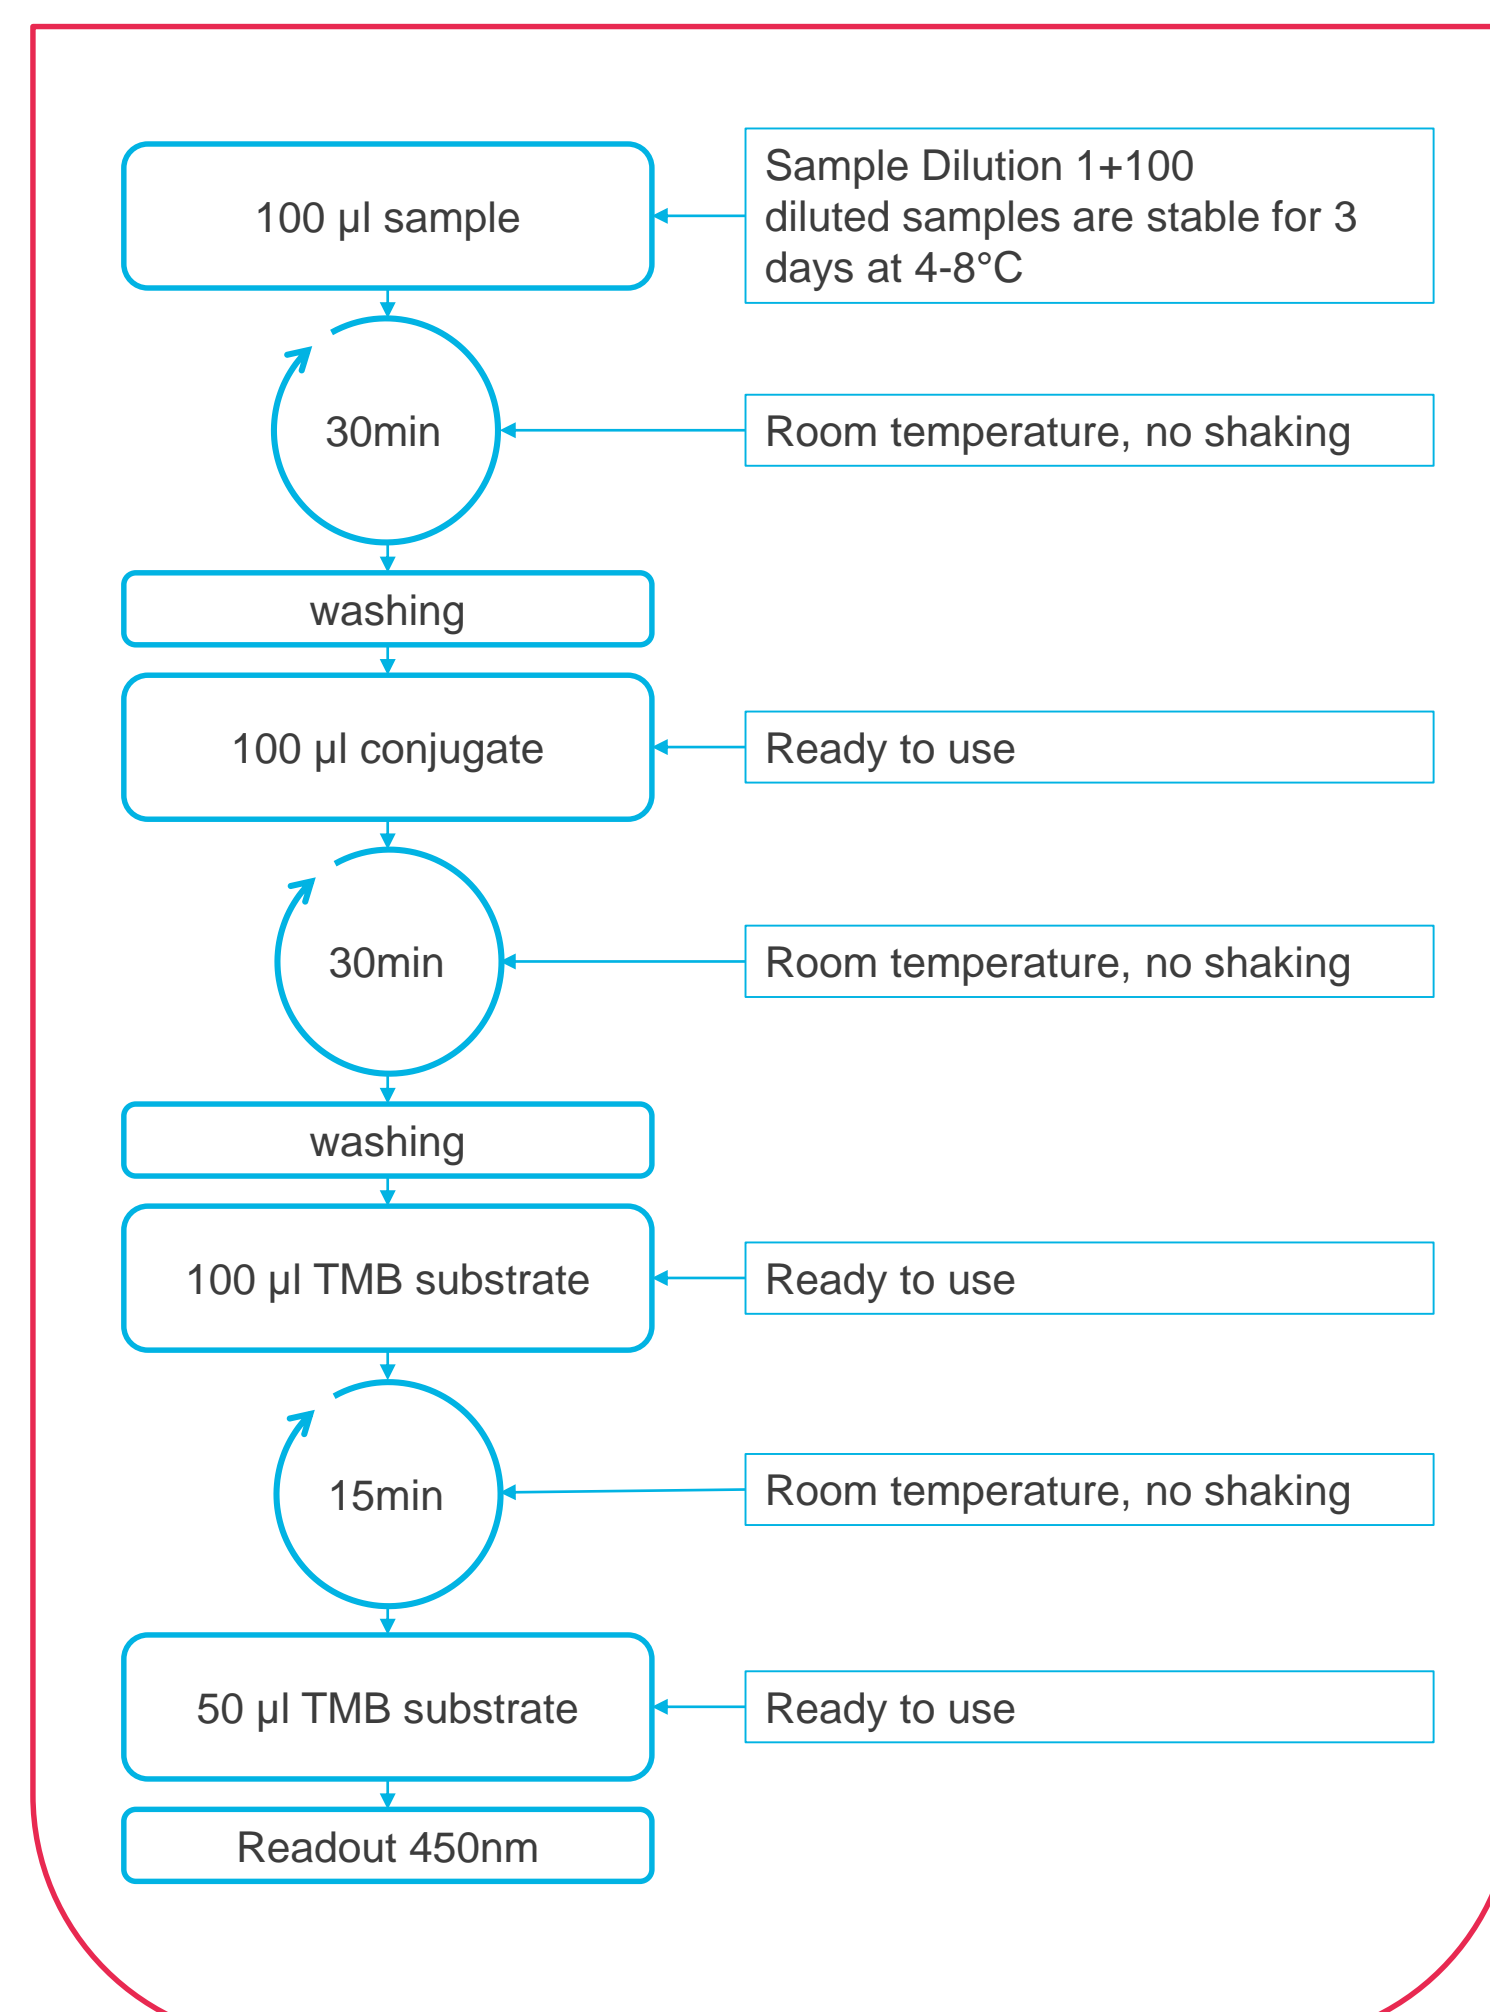 100 µl sample
Sample Dilution 1+100
diluted samples are stable for 3
days at 4-8°C
30min
Room temperature, no shaking
washing
100 µl conjugate
Ready to use
30min
Room temperature, no shaking
washing
100 µl TMB substrate
Ready to use
15min
Room temperature, no shaking
50 µl TMB substrate
Ready to use
Readout 450nm